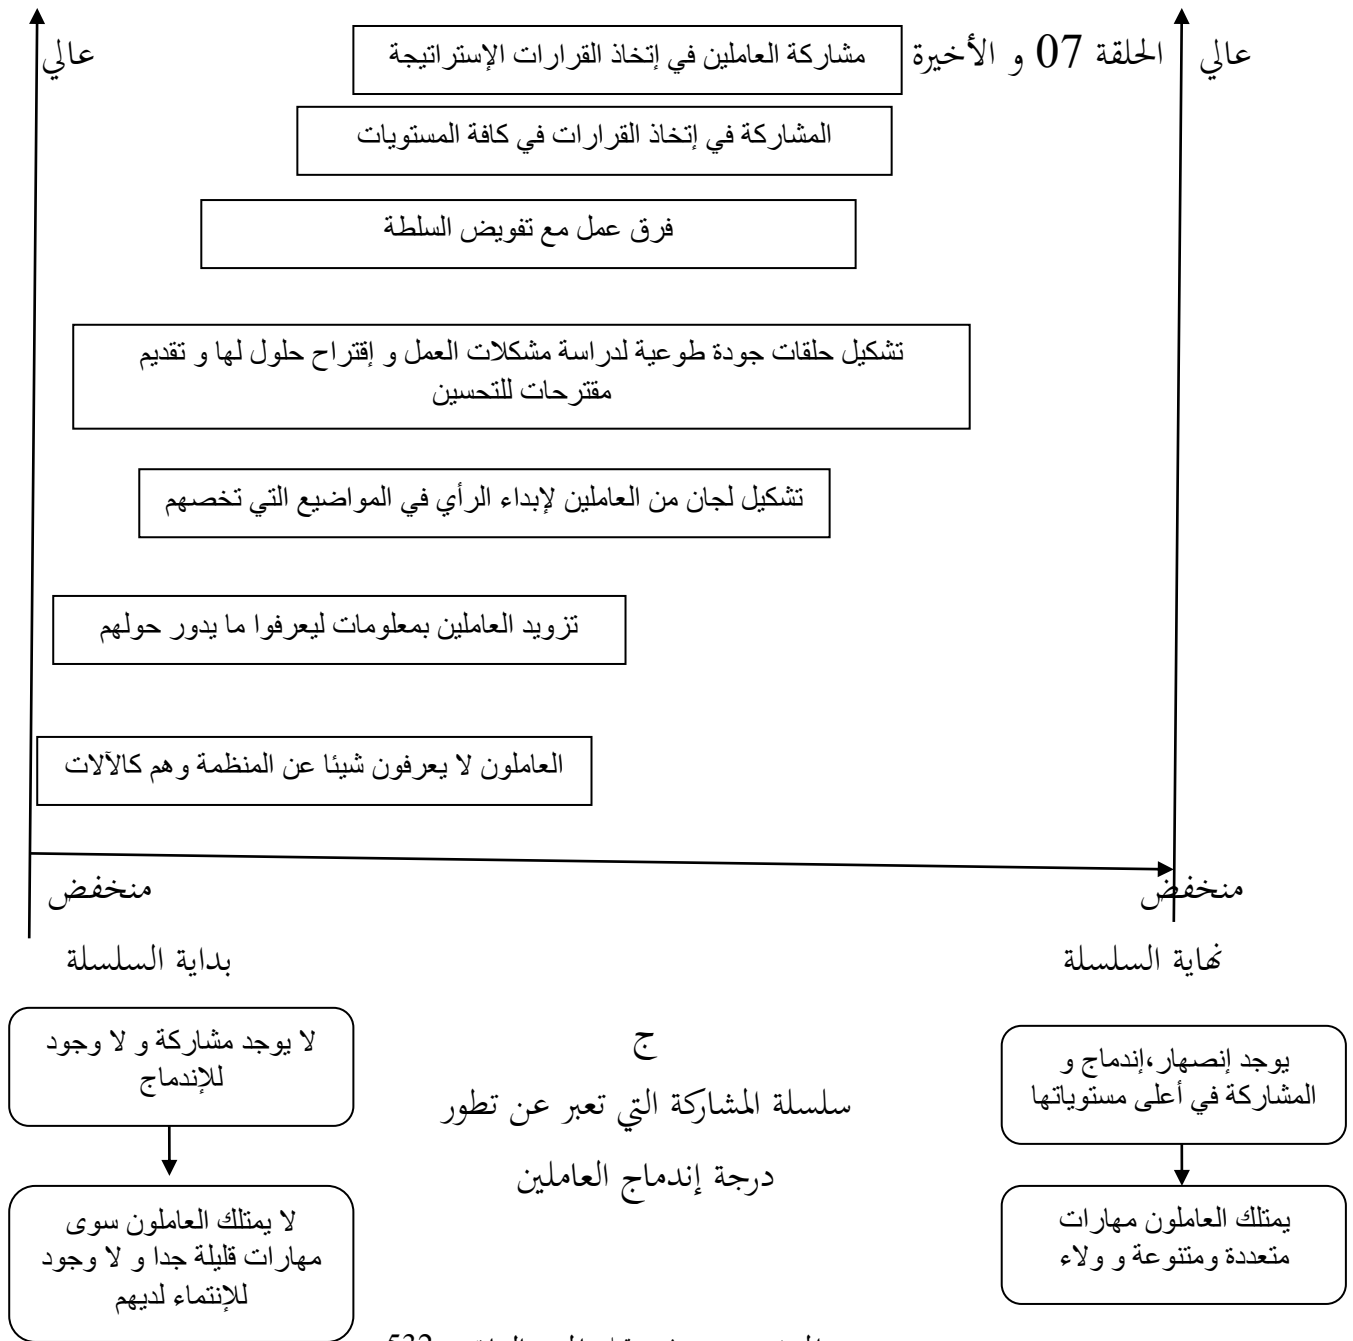 عالي
الحلقة 07 و الأخيرة
مشاركة العاملين في إتخاذ القرارات الإستراتيجة
عالي
المشاركة في إتخاذ القرارات في كافة المستويات
فرق عمل مع تفويض السلطة
تشكيل حلقات جودة طوعية لدراسة مشكلات العمل و إقتراح حلول لها و تقديم
مقترحات للتحسين
تشكيل لجان من العاملين لإبداء الرأي في المواضيع التي تخصهم
تزويد العاملين بمعلومات ليعرفوا ما يدور حولهم
العاملون لا يعرفون شيئا عن المنظمة وهم كالآلات
منخفض
منخفض
نهاية السلسلة
بداية السلسلة
يوجد إنصهار،إندماج و
المشاركة في أعلى مستوياتها
ج
سلسلة المشاركة التي تعبر عن تطور
درجة إندماج العاملين
لا يوجد مشاركة و لا وجود
للإندماج
يمتلك العاملون مهارات
متعددة ومتنوعة و ولاء
لا يمتلك العاملون سوى
مهارات قليلة جدا و لا وجود
للإنتماء لديهم
532